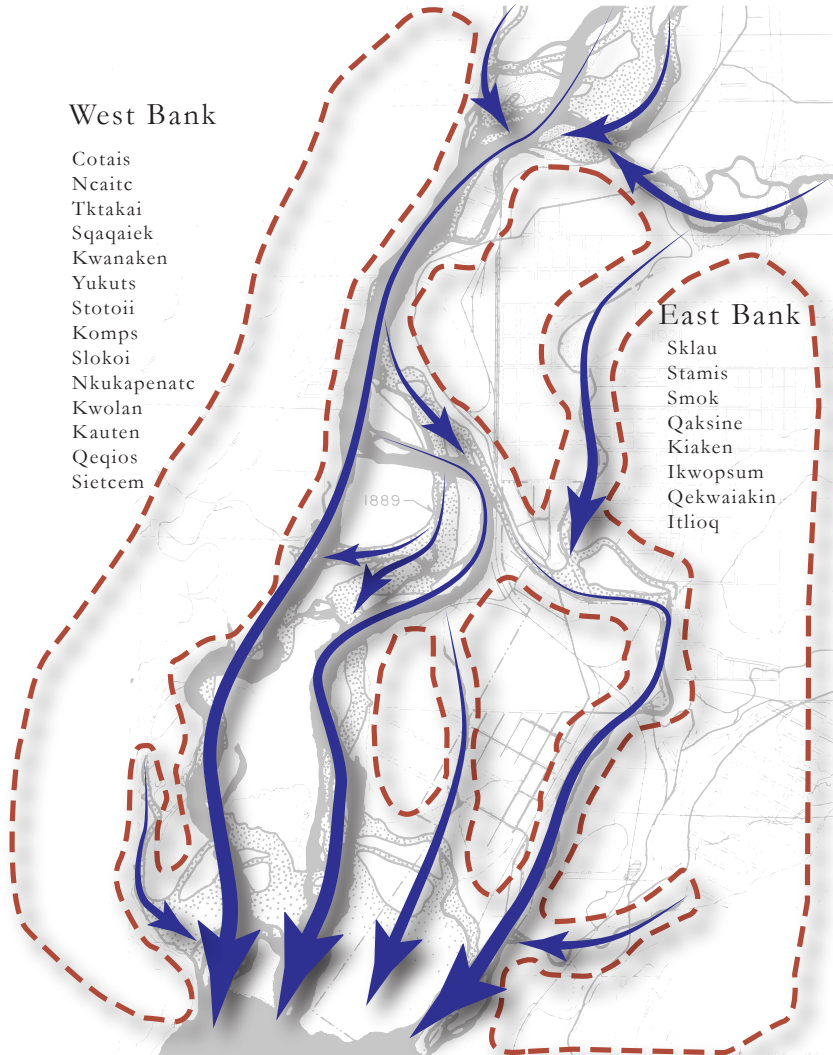 West Bank
Cotais
Ncaitc
Tktakai
Sqaqaiek
Kwanaken
Yukuts
Stotoii
Komps
Slokoi
Nkukapenatc
Kwolan
Kauten
Qeqios
Sietcem
East Bank
Sklau
Stamis
Smok
Qaksine
Kiaken
Ikwopsum
Qekwaiakin
Itlioq
1889